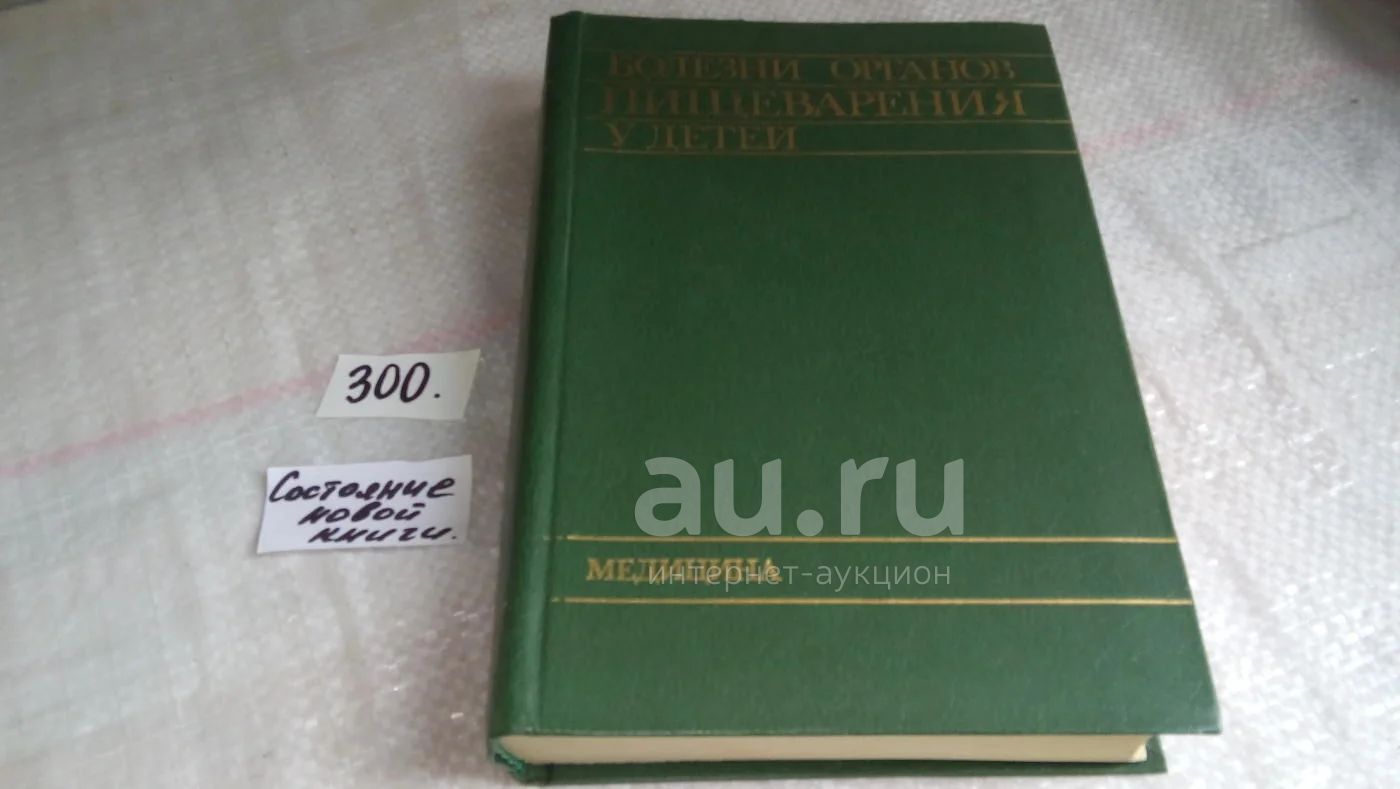 БОЛЕЗНИ ОРГАНОВ
ПИЩЕВАРЕНИЯ
У ДЕТЕЙ
300.
Состояние
новой
книги.
au.ru
МЕДИЦИНА
интернет-аукцион